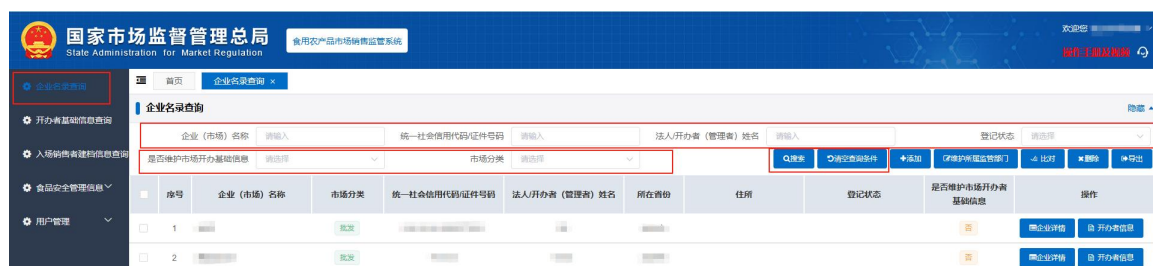 国家市场监督管理总局
State Administration for Market Regulation
食用农产品市场销售监管系统
欢迎您
操作手册及视频
企业名录查询
开办者基础信息查询
入场销售者建档信息查询
食品安全管理信息
用户管理
首页 企业名录查询 ×
企业名录查询 隐藏
企业（市场）名称 请输入 统一社会信用代码/证件号码 请输入 法人/开办者（管理者）姓名 请输入 登记状态 请选择
是否维护市场开办基础信息 请选择 市场分类 请选择 搜索 清空查询条件 +添加 维护所属监管部门 比对 ×删除 导出
序号 企业（市场）名称 市场分类 统一社会信用代码/证件号码 法人/开办者（管理者）姓名 所在省份 住所 登记状态 是否维护市场开办者基础信息 操作
1 批发 否 企业详情 开办者信息
2 批发 否 企业详情 开办者信息